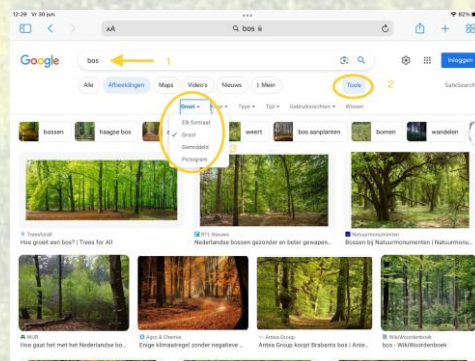 12:29 Vr 30 jun.
82%
AA
bos
Google
bos
1
Inloggen
Alle
Afbeeldingen
Maps
Video's
Nieuws
Meer
Tools
2
SafeSearch
Groot
Type
Tijd
Gebruiksrechten
Wissen
Elk formaat
Groot
Gemiddeld
Pictogram
3
bossen
haagse bos
weert
bos aanplanten
bomen
wandelen
Treesforall
Hoe groeit een bos? | Trees for All
RTL Nieuws
Nederlandse bossen gezonder en beter gewapen..
Natuurmonumenten
Bossen bij Natuurmonumenten | Natuurmonu..
WUR
Hoe gaat het met het Nederlandse bo..
Agro & Chemie
Enige klimaatregel zonder negatieve ..
Antea Group
Antea Group koopt Brabants bos | Ante..
WikiWoordenboek
bos - WikiWoordenboek